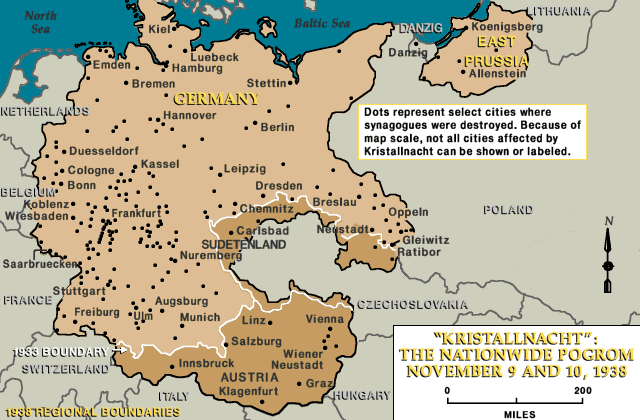 North
Sea
Baltic Sea
LITHUANIA
Kiel
DANZIG
Koenigsberg
EAST
PRUSSIA
Danzig
Allenstein
Luebeck
Hamburg
Emden
Bremen
Stettin
GERMANY
NETHERLANDS
Hannover
Berlin
Dots represent select cities where
synagogues were destroyed. Because of
map scale, not all cities affected by
Kristallnacht can be shown or labeled.
Duesseldorf
Cologne
Kassel
Leipzig
Bonn
Dresden
BELGIUM
Koblenz
Wiesbaden
Frankfurt
Chemnitz
Breslau
Oppeln
POLAND
Carlsbad
Neustadt
SUDETENLAND
Gleiwitz
Ratibor
Nuremberg
Saarbruecken
N
Stuttgart
FRANCE
Augsburg
CZECHOSLOVAKIA
Freiburg
Ulm
Munich
Linz
Vienna
"KRISTALLNACHT":
THE NATIONWIDE POGROM
NOVEMBER 9 AND 10, 1938
1933 BOUNDARY
Salzburg
SWITZERLAND
Innsbruck
Wiener
Neustadt
AUSTRIA
Graz
Klagenfurt
ITALY
HUNGARY
0 200
MILES
1938 REGIONAL BOUNDARIES